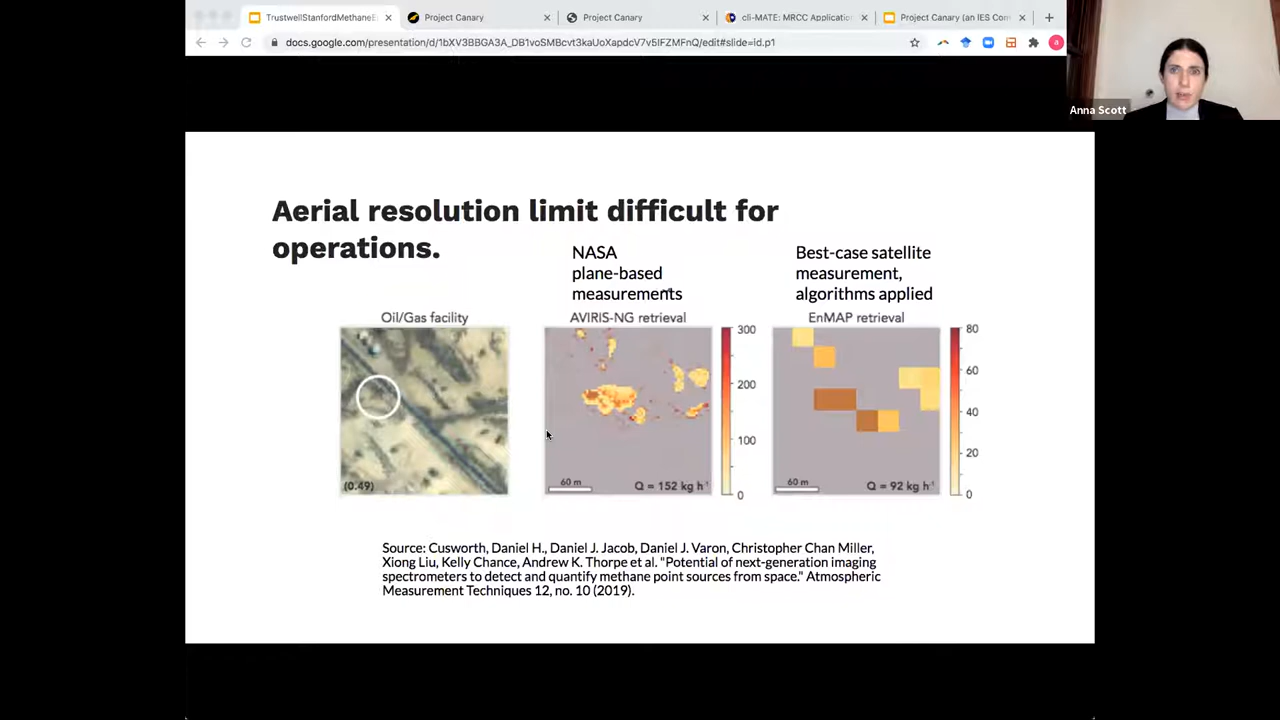 TrustwellStanfordMethaneE
Project Canary
Project Canary
cli-MATE: MRCC Application
Project Canary (an IES Com
docs.google.com/presentation/d/1bXV3BBGA3A_DB1voSMBcvt3kaUoXapdcV7v5IFZMFnQ/edit#slide=id.p1
a
Anna Scott
Aerial resolution limit difficult for
operations.
NASA
plane-based
measurements
Best-case satellite
measurement,
algorithms applied
Oil/Gas facility
AVIRIS-NG retrieval
EnMAP retrieval
(0.49)
60 m
Q = 152 kg h⁻¹
300
200
100
0
60 m
Q = 92 kg h⁻¹
80
60
40
20
0
Source: Cusworth, Daniel H., Daniel J. Jacob, Daniel J. Varon, Christopher Chan Miller,
Xiong Liu, Kelly Chance, Andrew K. Thorpe et al. "Potential of next-generation imaging
spectrometers to detect and quantify methane point sources from space." Atmospheric
Measurement Techniques 12, no. 10 (2019).